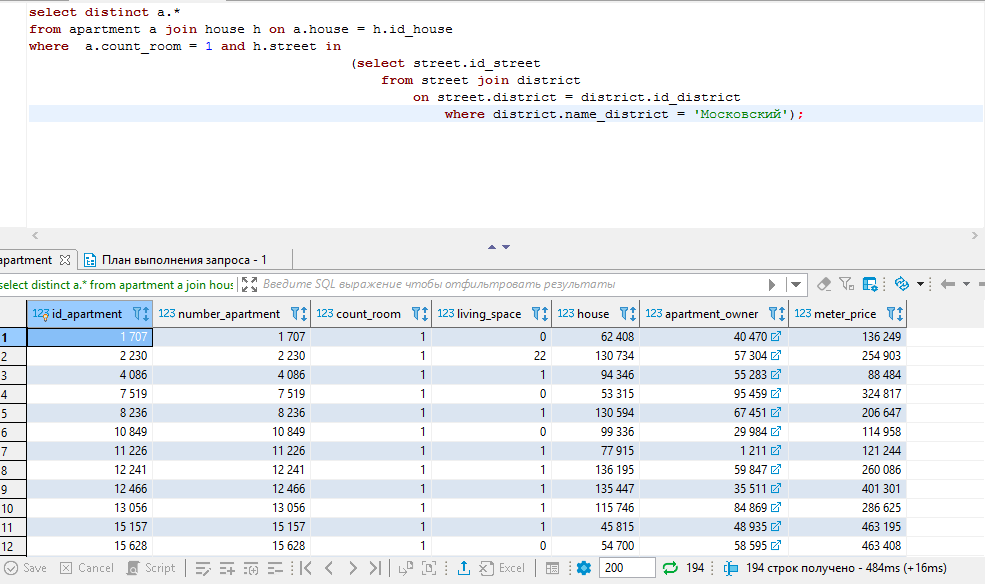 select distinct a.*
from apartment a join house h on a.house = h.id_house
where a.count_room = 1 and h.street in
(select street.id_street
from street join district
on street.district = district.id_district
where district.name_district = 'Московский');
apartment План выполнения запроса - 1
select distinct a.* from apartment a join hous Введите SQL выражение чтобы отфильтровать результаты
123 id_apartment 123 number_apartment 123 count_room 123 living_space 123 house 123 apartment_owner 123 meter_price
1 1 707 1 707 1 0 62 408 40 470 136 249
2 2 230 2 230 1 22 130 734 57 304 254 903
3 4 086 4 086 1 1 94 346 55 283 88 484
4 7 519 7 519 1 0 53 315 95 459 324 817
5 8 236 8 236 1 1 130 594 67 451 206 647
6 10 849 10 849 1 0 99 336 29 984 114 958
7 11 226 11 226 1 1 77 915 1 211 121 244
8 12 241 12 241 1 1 136 195 59 847 260 086
9 12 466 12 466 1 1 135 447 35 511 401 301
10 13 056 13 056 1 1 115 746 84 869 286 625
11 15 157 15 157 1 1 45 815 48 935 463 195
12 15 628 15 628 1 0 54 700 58 595 463 408
Save Cancel Script Excel 200 194 194 строк получено - 484ms (+16ms)